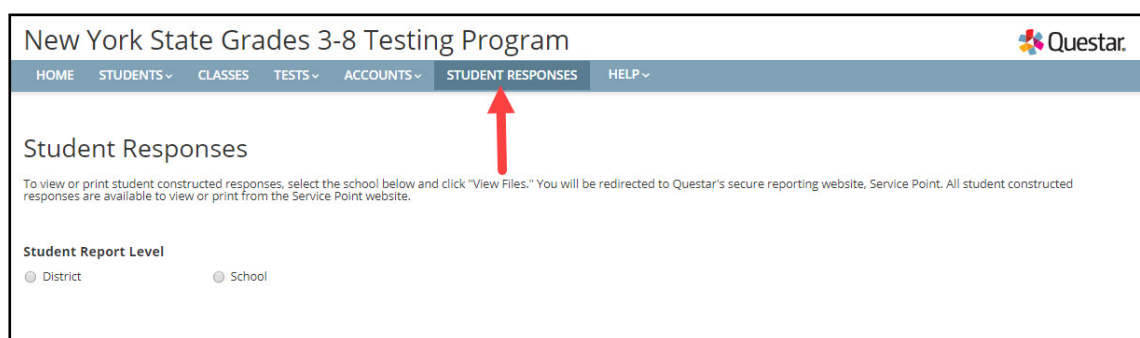 New York State Grades 3-8 Testing Program
Questar.
HOME STUDENTS CLASSES TESTS ACCOUNTS STUDENT RESPONSES HELP
Student Responses
To view or print student constructed responses, select the school below and click "View Files." You will be redirected to Questar's secure reporting website, Service Point. All student constructed
responses are available to view or print from the Service Point website.
Student Report Level
District School